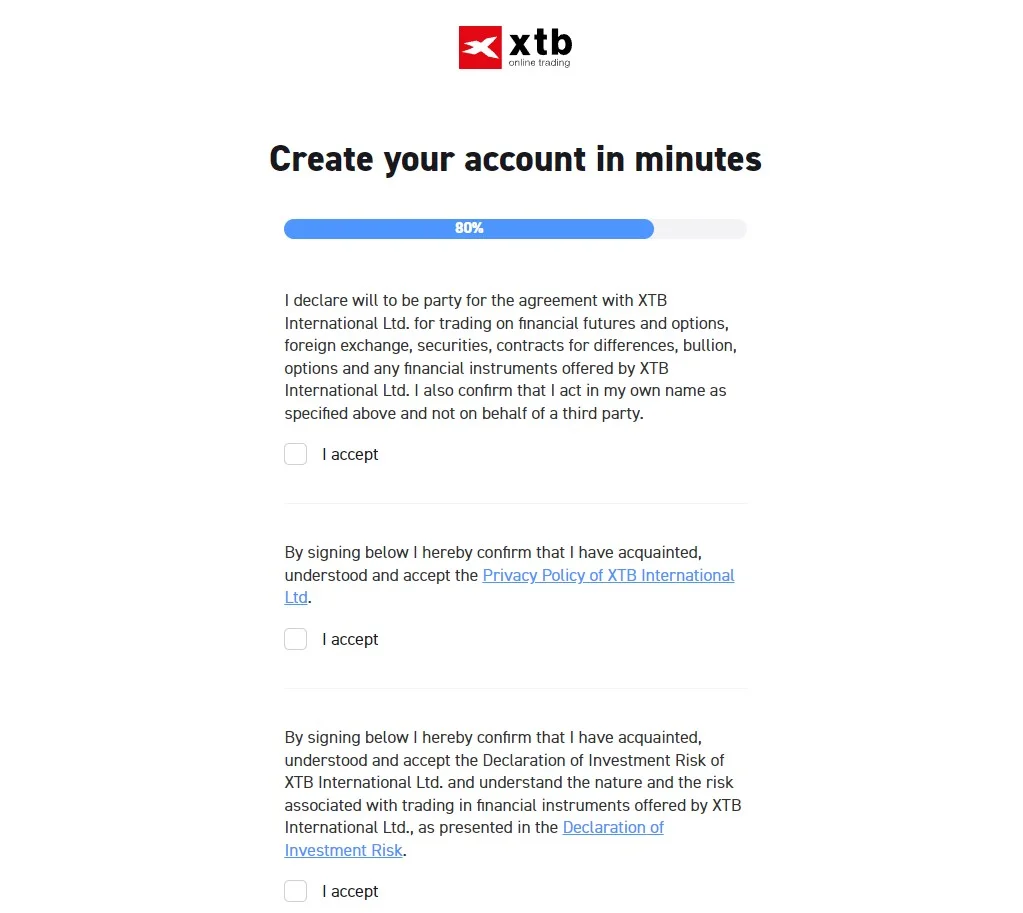 xtb
online trading
Create your account in minutes
80%
I declare will to be party for the agreement with XTB
International Ltd. for trading on financial futures and options,
foreign exchange, securities, contracts for differences, bullion,
options and any financial instruments offered by XTB
International Ltd. I also confirm that I act in my own name as
specified above and not on behalf of a third party.
I accept
By signing below I hereby confirm that I have acquainted,
understood and accept the Privacy Policy of XTB International
Ltd.
I accept
By signing below I hereby confirm that I have acquainted,
understood and accept the Declaration of Investment Risk of
XTB International Ltd. and understand the nature and the risk
associated with trading in financial instruments offered by XTB
International Ltd., as presented in the Declaration of
Investment Risk.
I accept